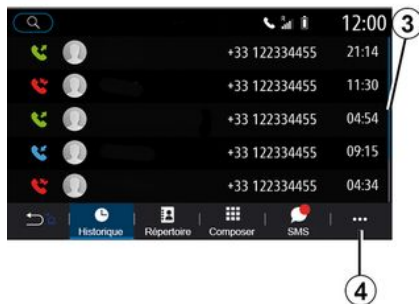 12:00
3
+33 122334455 21:14
+33 122334455 11:30
+33 122334455 04:54
+33 122334455 09:15
+33 122334455 04:34
Historique Répertoire Composer SMS ...
4